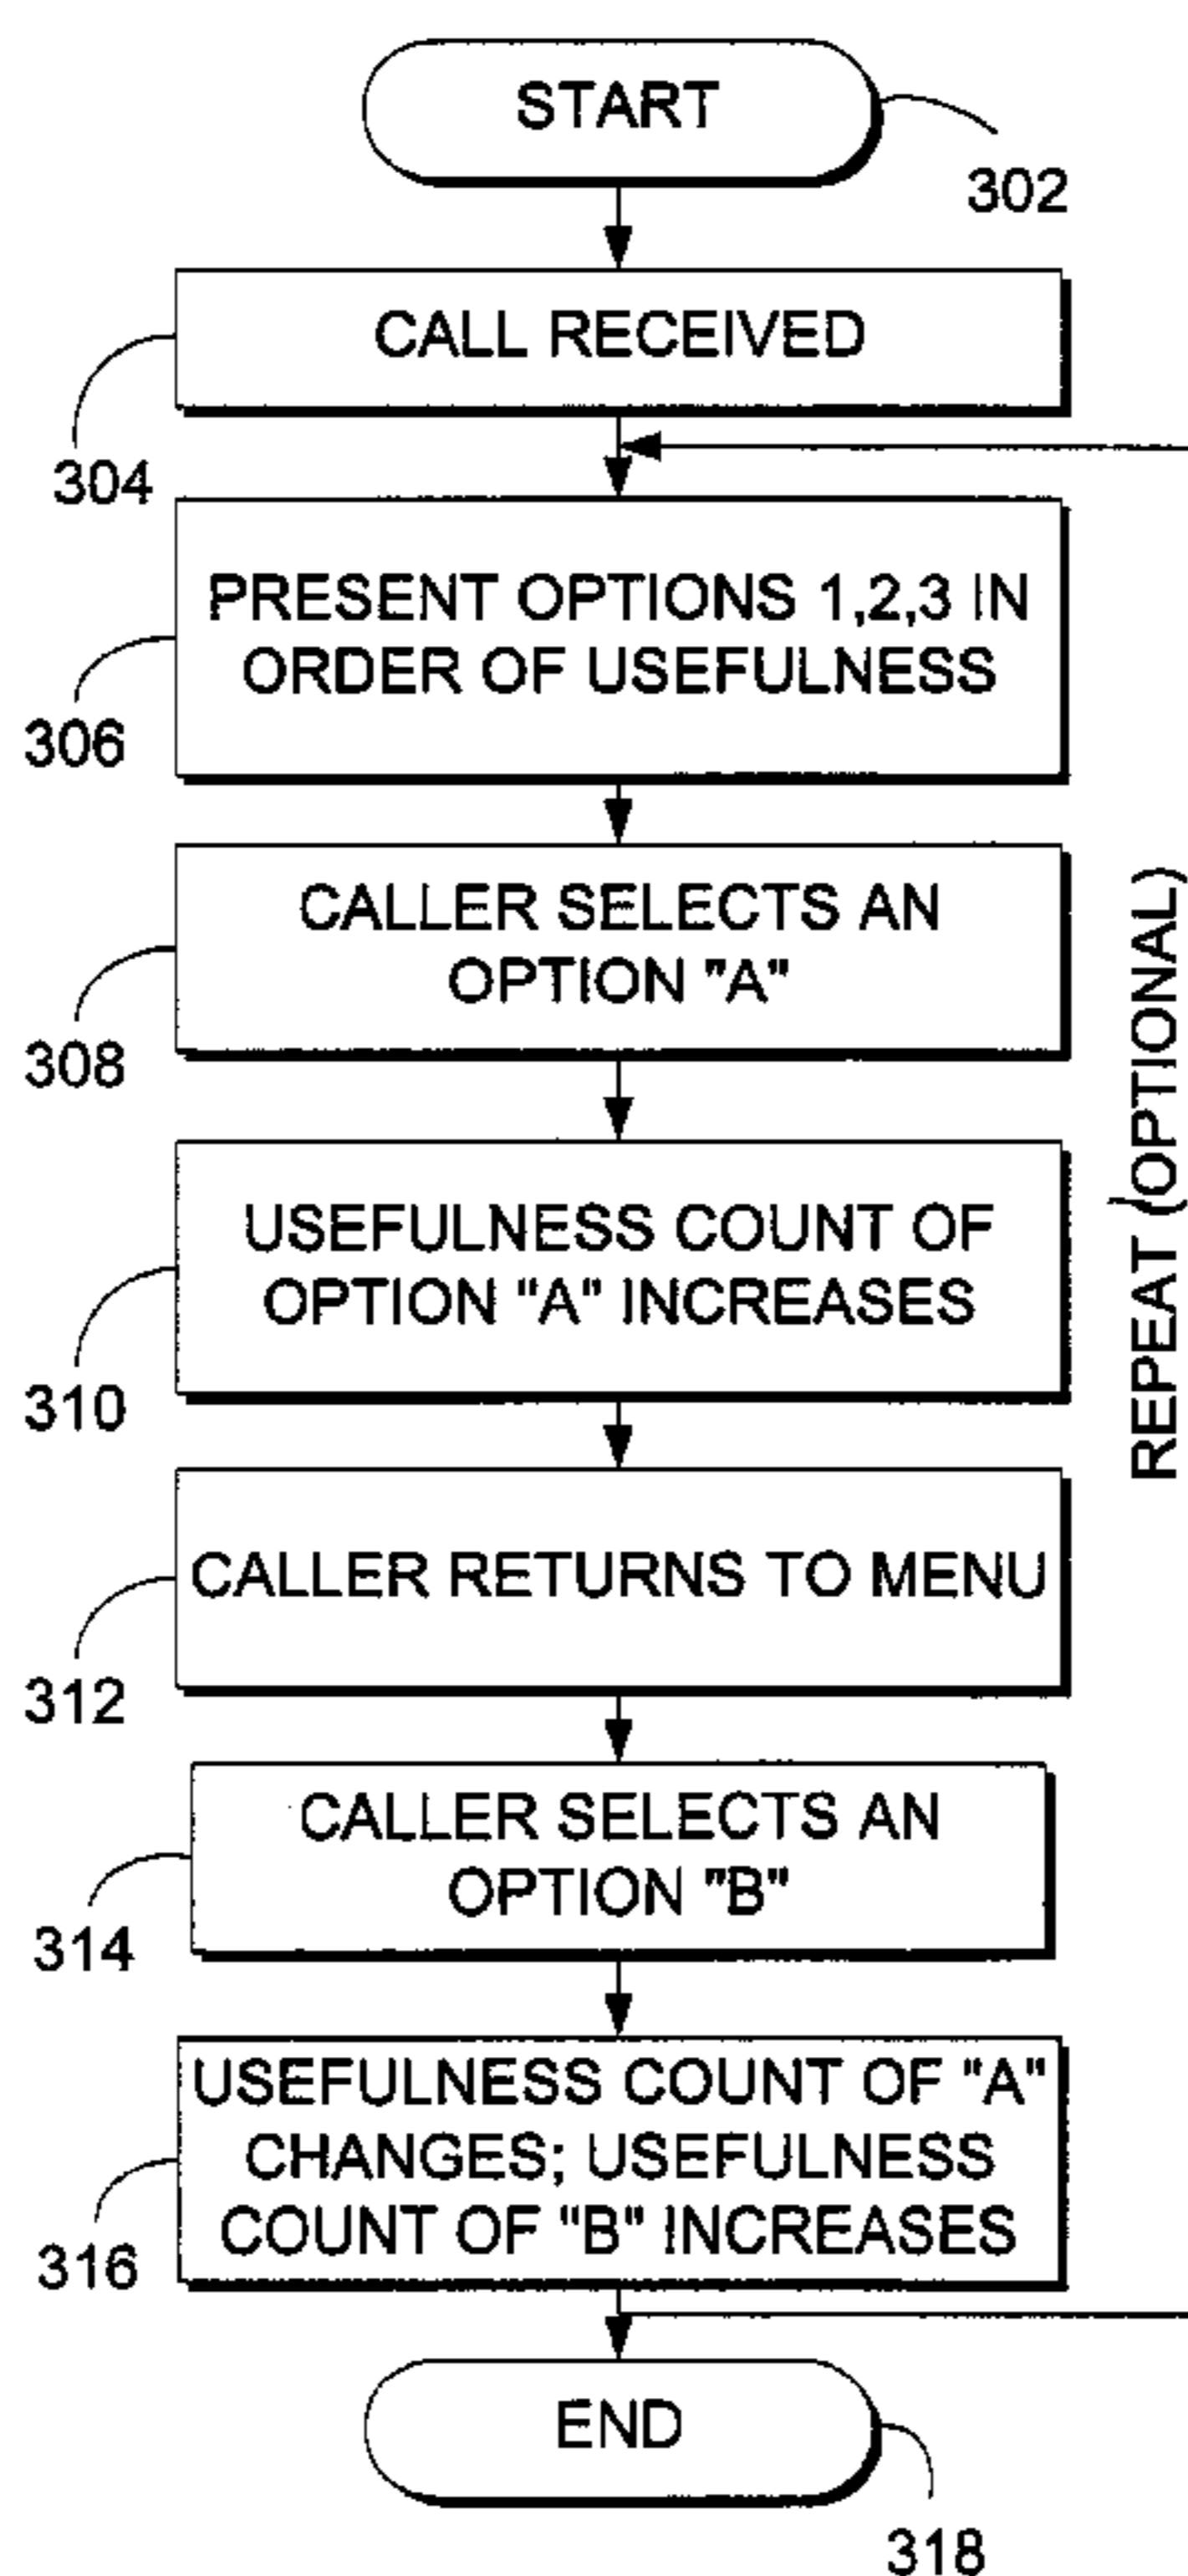 START
302
CALL RECEIVED
304
PRESENT OPTIONS 1,2,3 IN
ORDER OF USEFULNESS
306
CALLER SELECTS AN
OPTION "A"
308
USEFULNESS COUNT OF
OPTION "A" INCREASES
310
REPEAT (OPTIONAL)
CALLER RETURNS TO MENU
312
CALLER SELECTS AN
OPTION "B"
314
USEFULNESS COUNT OF "A"
CHANGES; USEFULNESS
COUNT OF "B" INCREASES
316
END
318